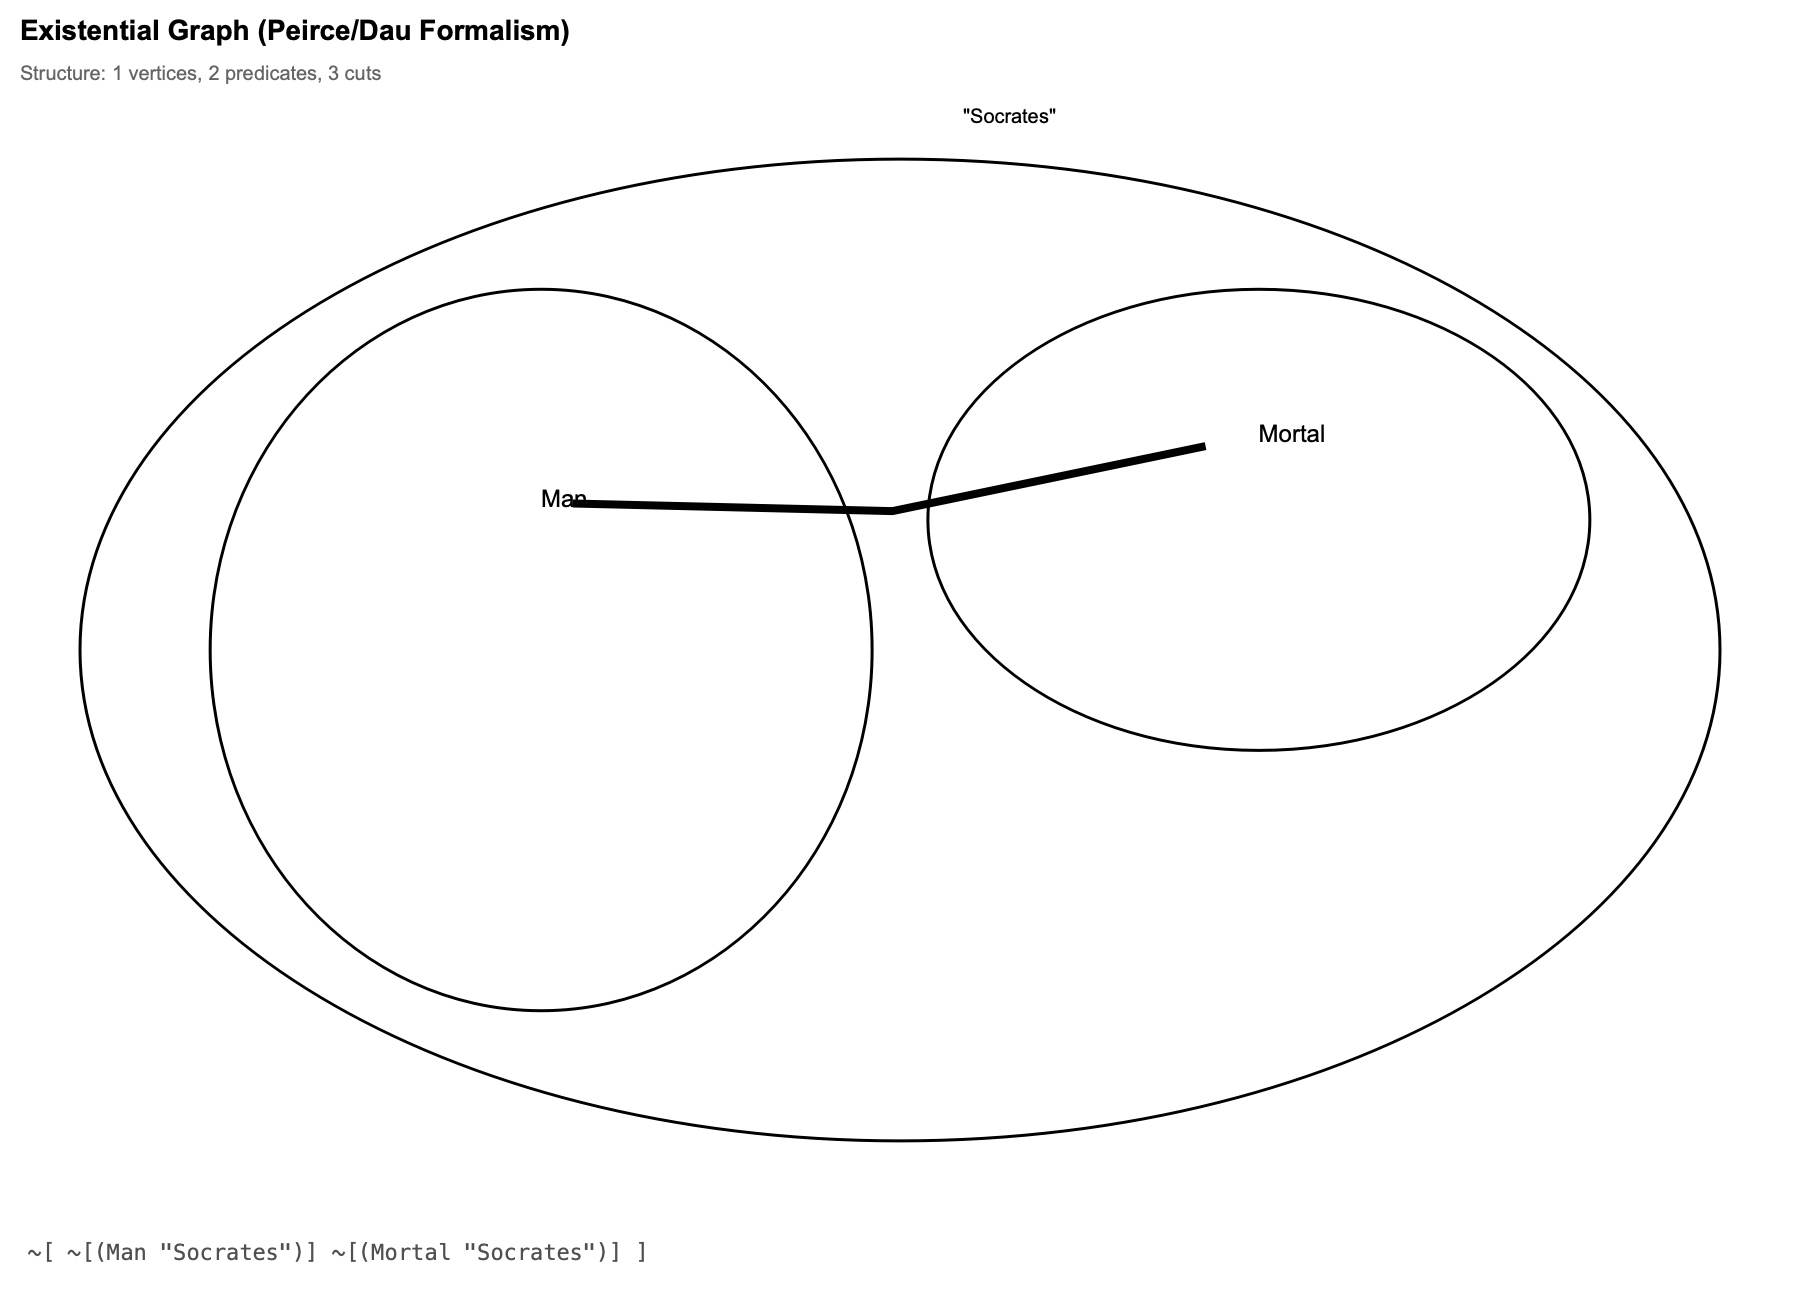 Existential Graph (Peirce/Dau Formalism)
Structure: 1 vertices, 2 predicates, 3 cuts
"Socrates"
Mortal
Man
~[ ~[(Man "Socrates")] ~[(Mortal "Socrates")] ]